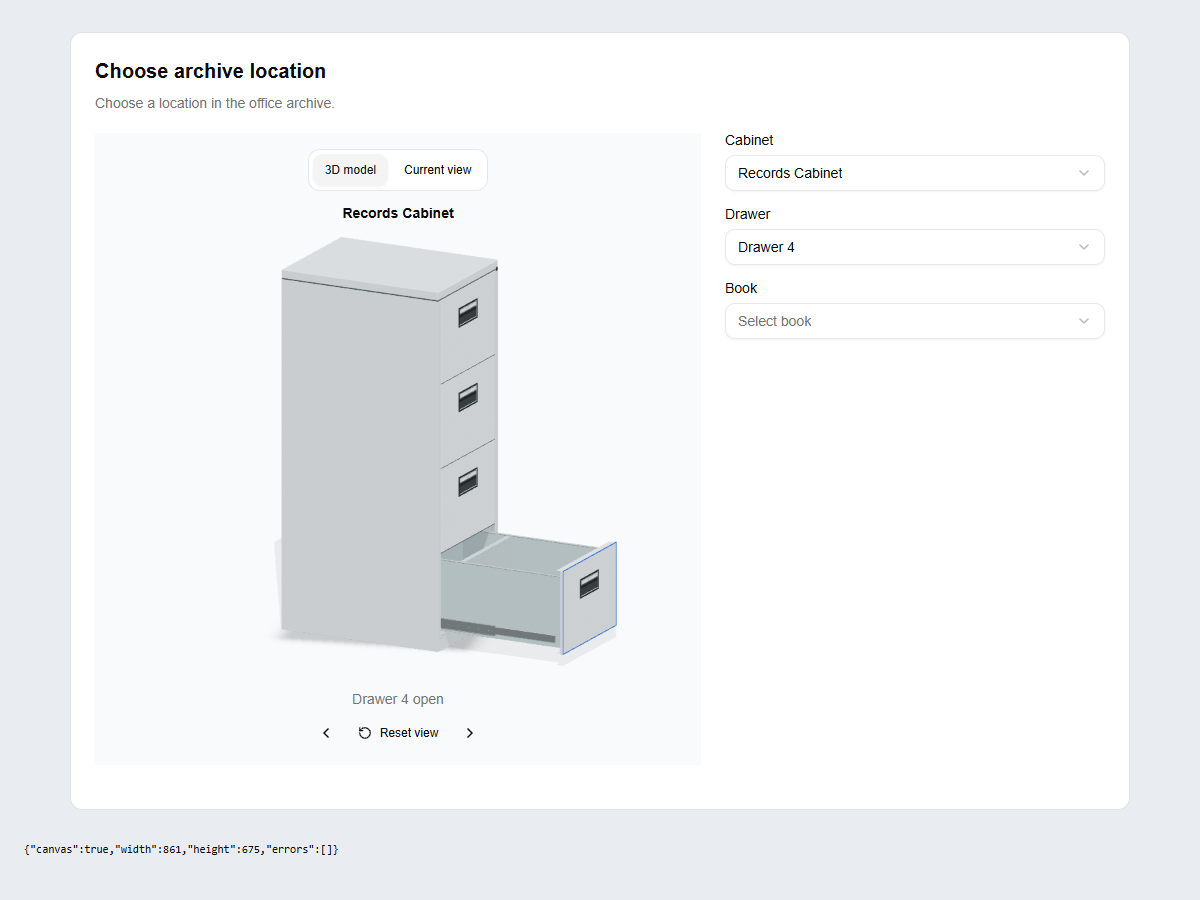 Choose archive location
Choose a location in the office archive.
3D model
Current view
Records Cabinet
Drawer 4 open
Reset view
Cabinet
Records Cabinet
Drawer
Drawer 4
Book
Select book
{"canvas":true,"width":861,"height":675,"errors":[]}